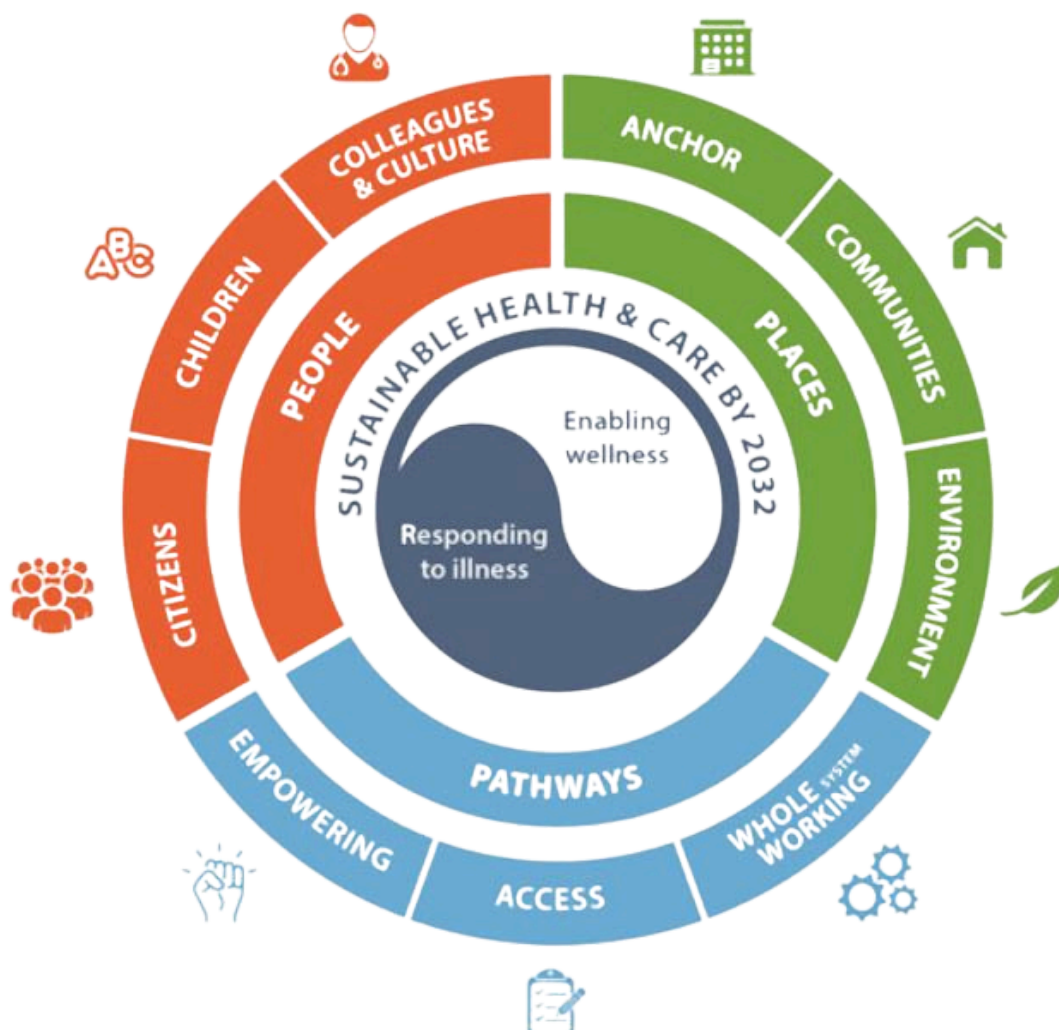 COLLEAGUES
& CULTURE
ANCHOR
COMMUNITIES
ENVIRONMENT
WHOLE SYSTEM
WORKING
ACCESS
EMPOWERING
CITIZENS
CHILDREN
ABC
PEOPLE
PLACES
PATHWAYS
SUSTAINABLE HEALTH & CARE BY 2032
Enabling
wellness
Responding
to illness